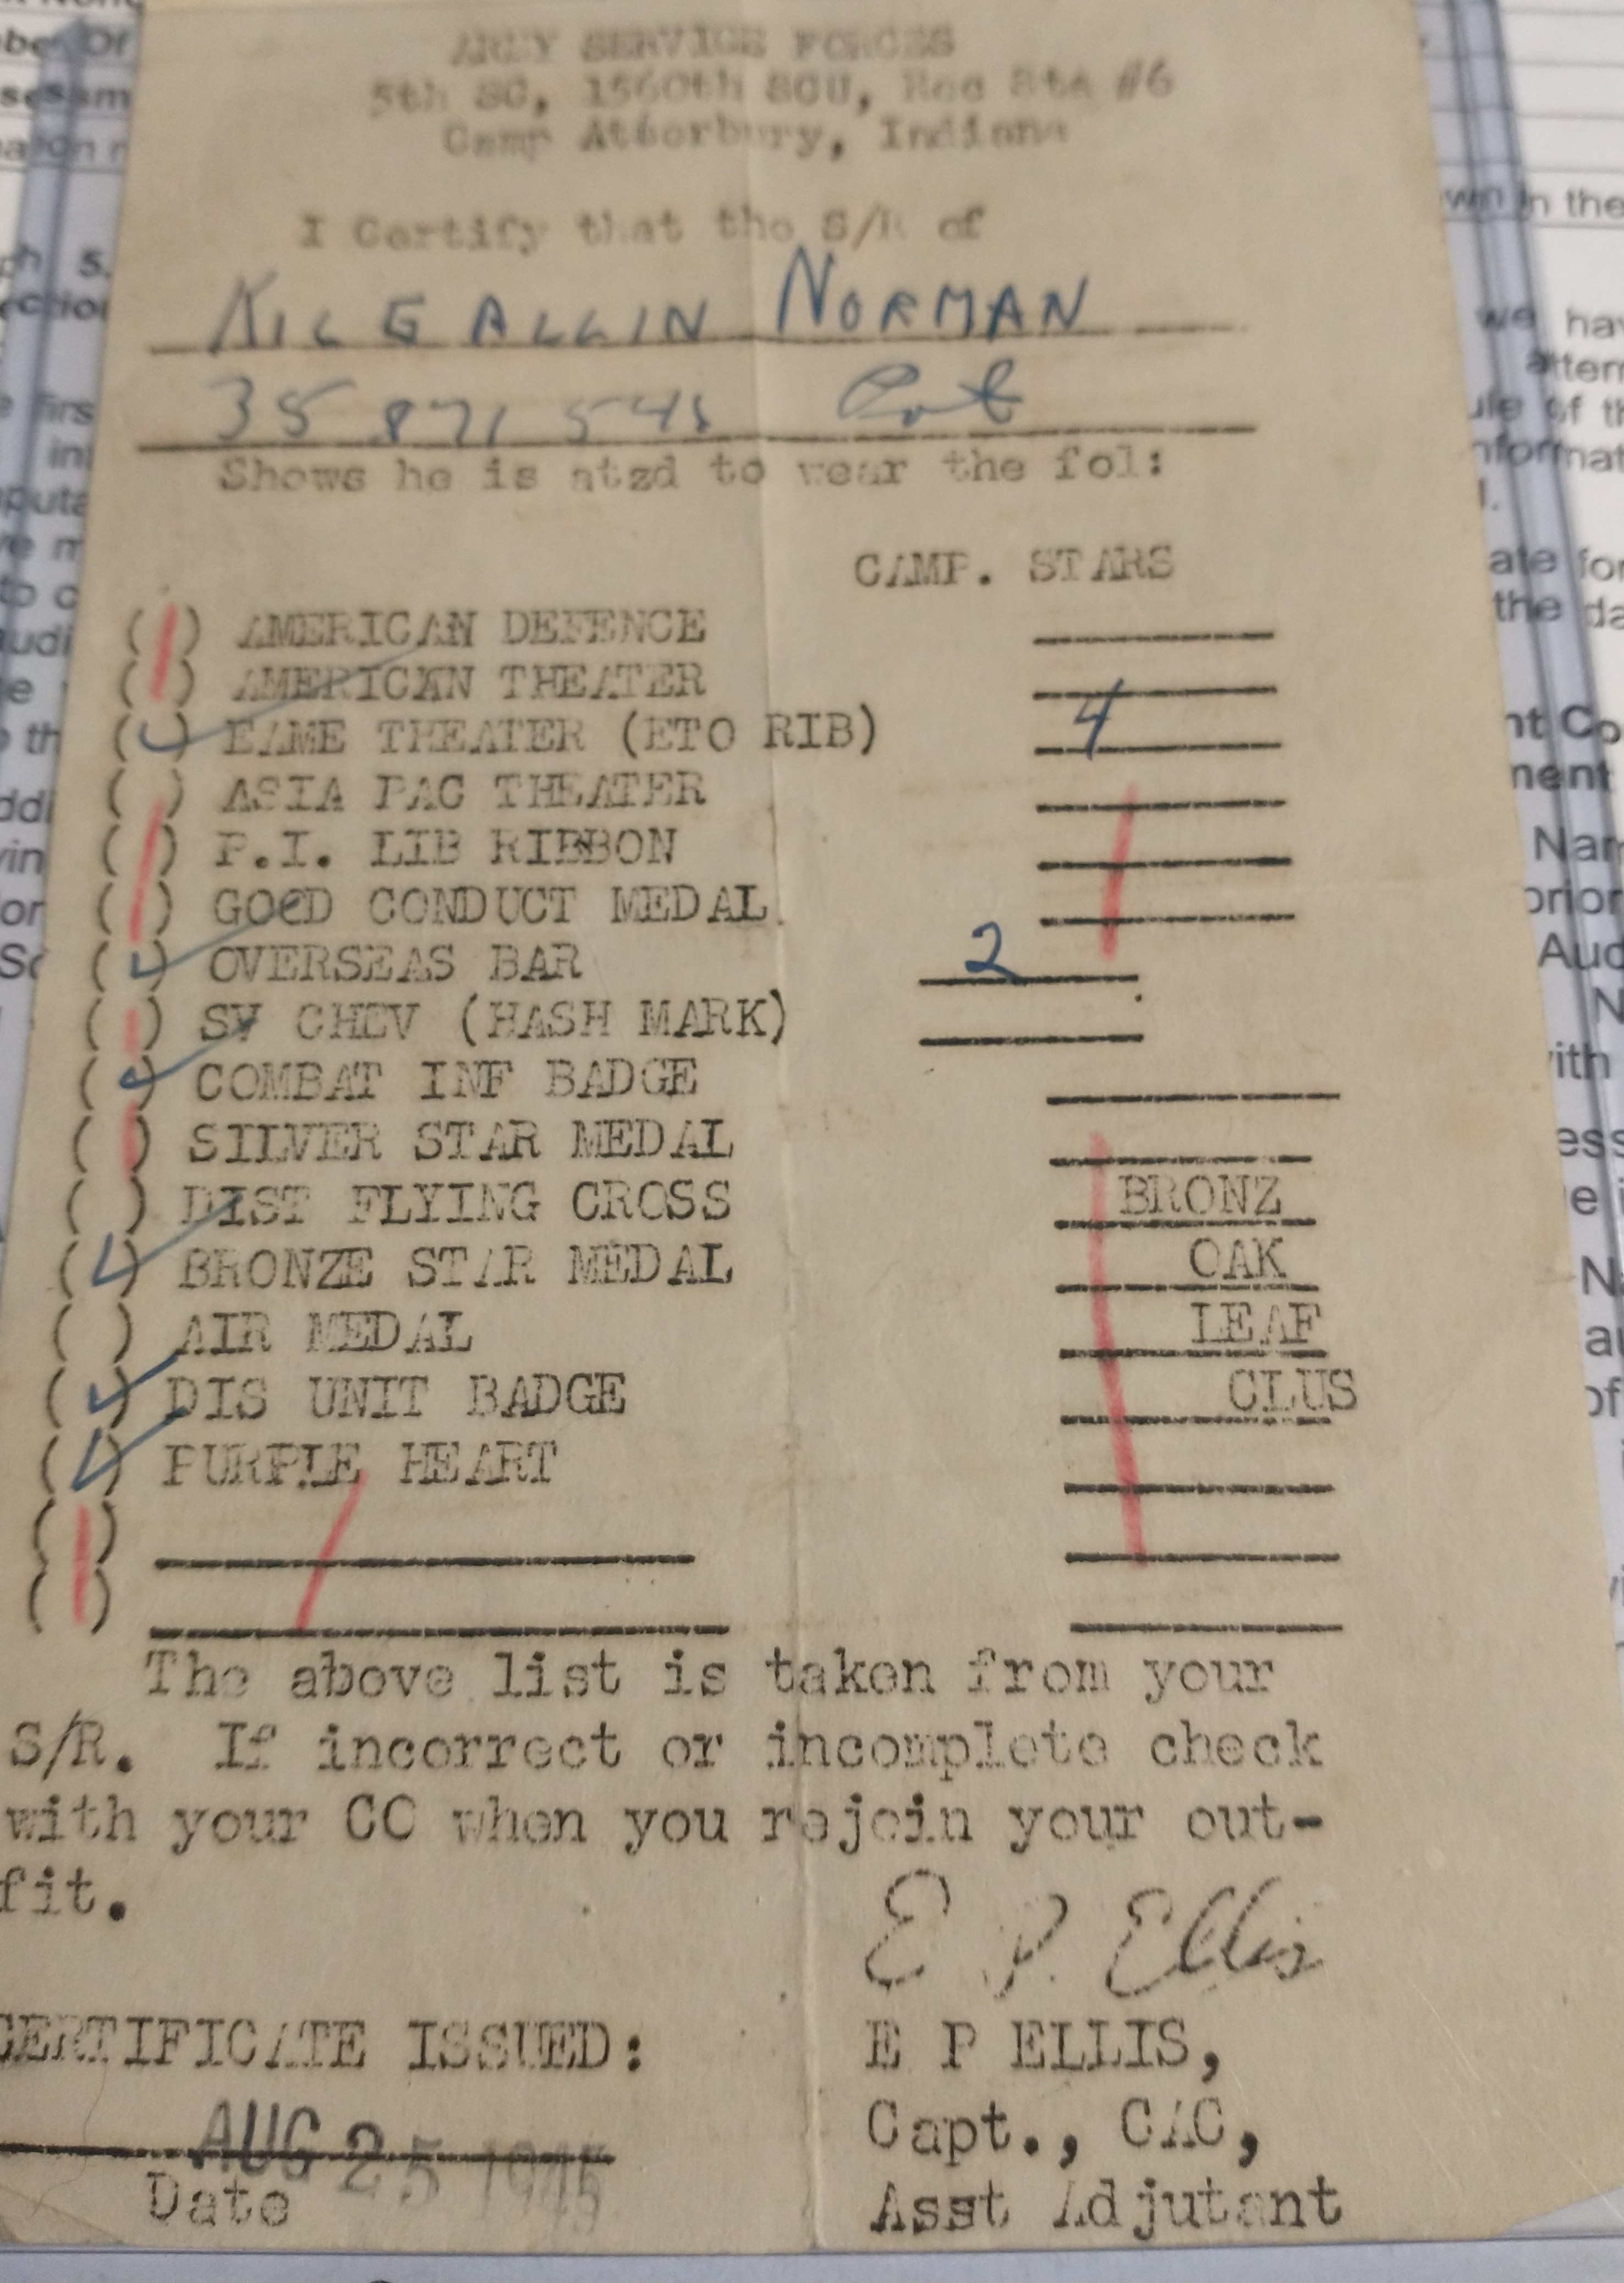 ARMY SERVICE FORCES
5th SC, 1560th SCU, Rec Sta #6
Camp Atterbury, Indiana
I Certify that the S/R of
KILGALLIN NORMAN
35 871 545
Shows he is atzd to wear the fol:
CAMP. STARS
( ) AMERICAN DEFENCE
( ) AMERICAN THEATER
(✓) EAME THEATER (ETO RIB) 4
( ) ASIA PAC THEATER
( ) P.I. LIB RIBBON
( ) GOOD CONDUCT MEDAL
(✓) OVERSEAS BAR 2
( ) SV CHEV (HASH MARK)
(✓) COMBAT INF BADGE
( ) SILVER STAR MEDAL
( ) DIST FLYING CROSS BRONZ
(✓) BRONZE STAR MEDAL OAK
( ) AIR MEDAL LEAF
(✓) DIS UNIT BADGE CLUS
(✓) PURPLE HEART
( )
( )
The above list is taken from your
S/R. If incorrect or incomplete check
with your CO when you rejoin your out-
fit.
E P Ellis
CERTIFICATE ISSUED:
E P ELLIS,
AUG 25 1945
Capt., CAC,
Date
Asst Adjutant